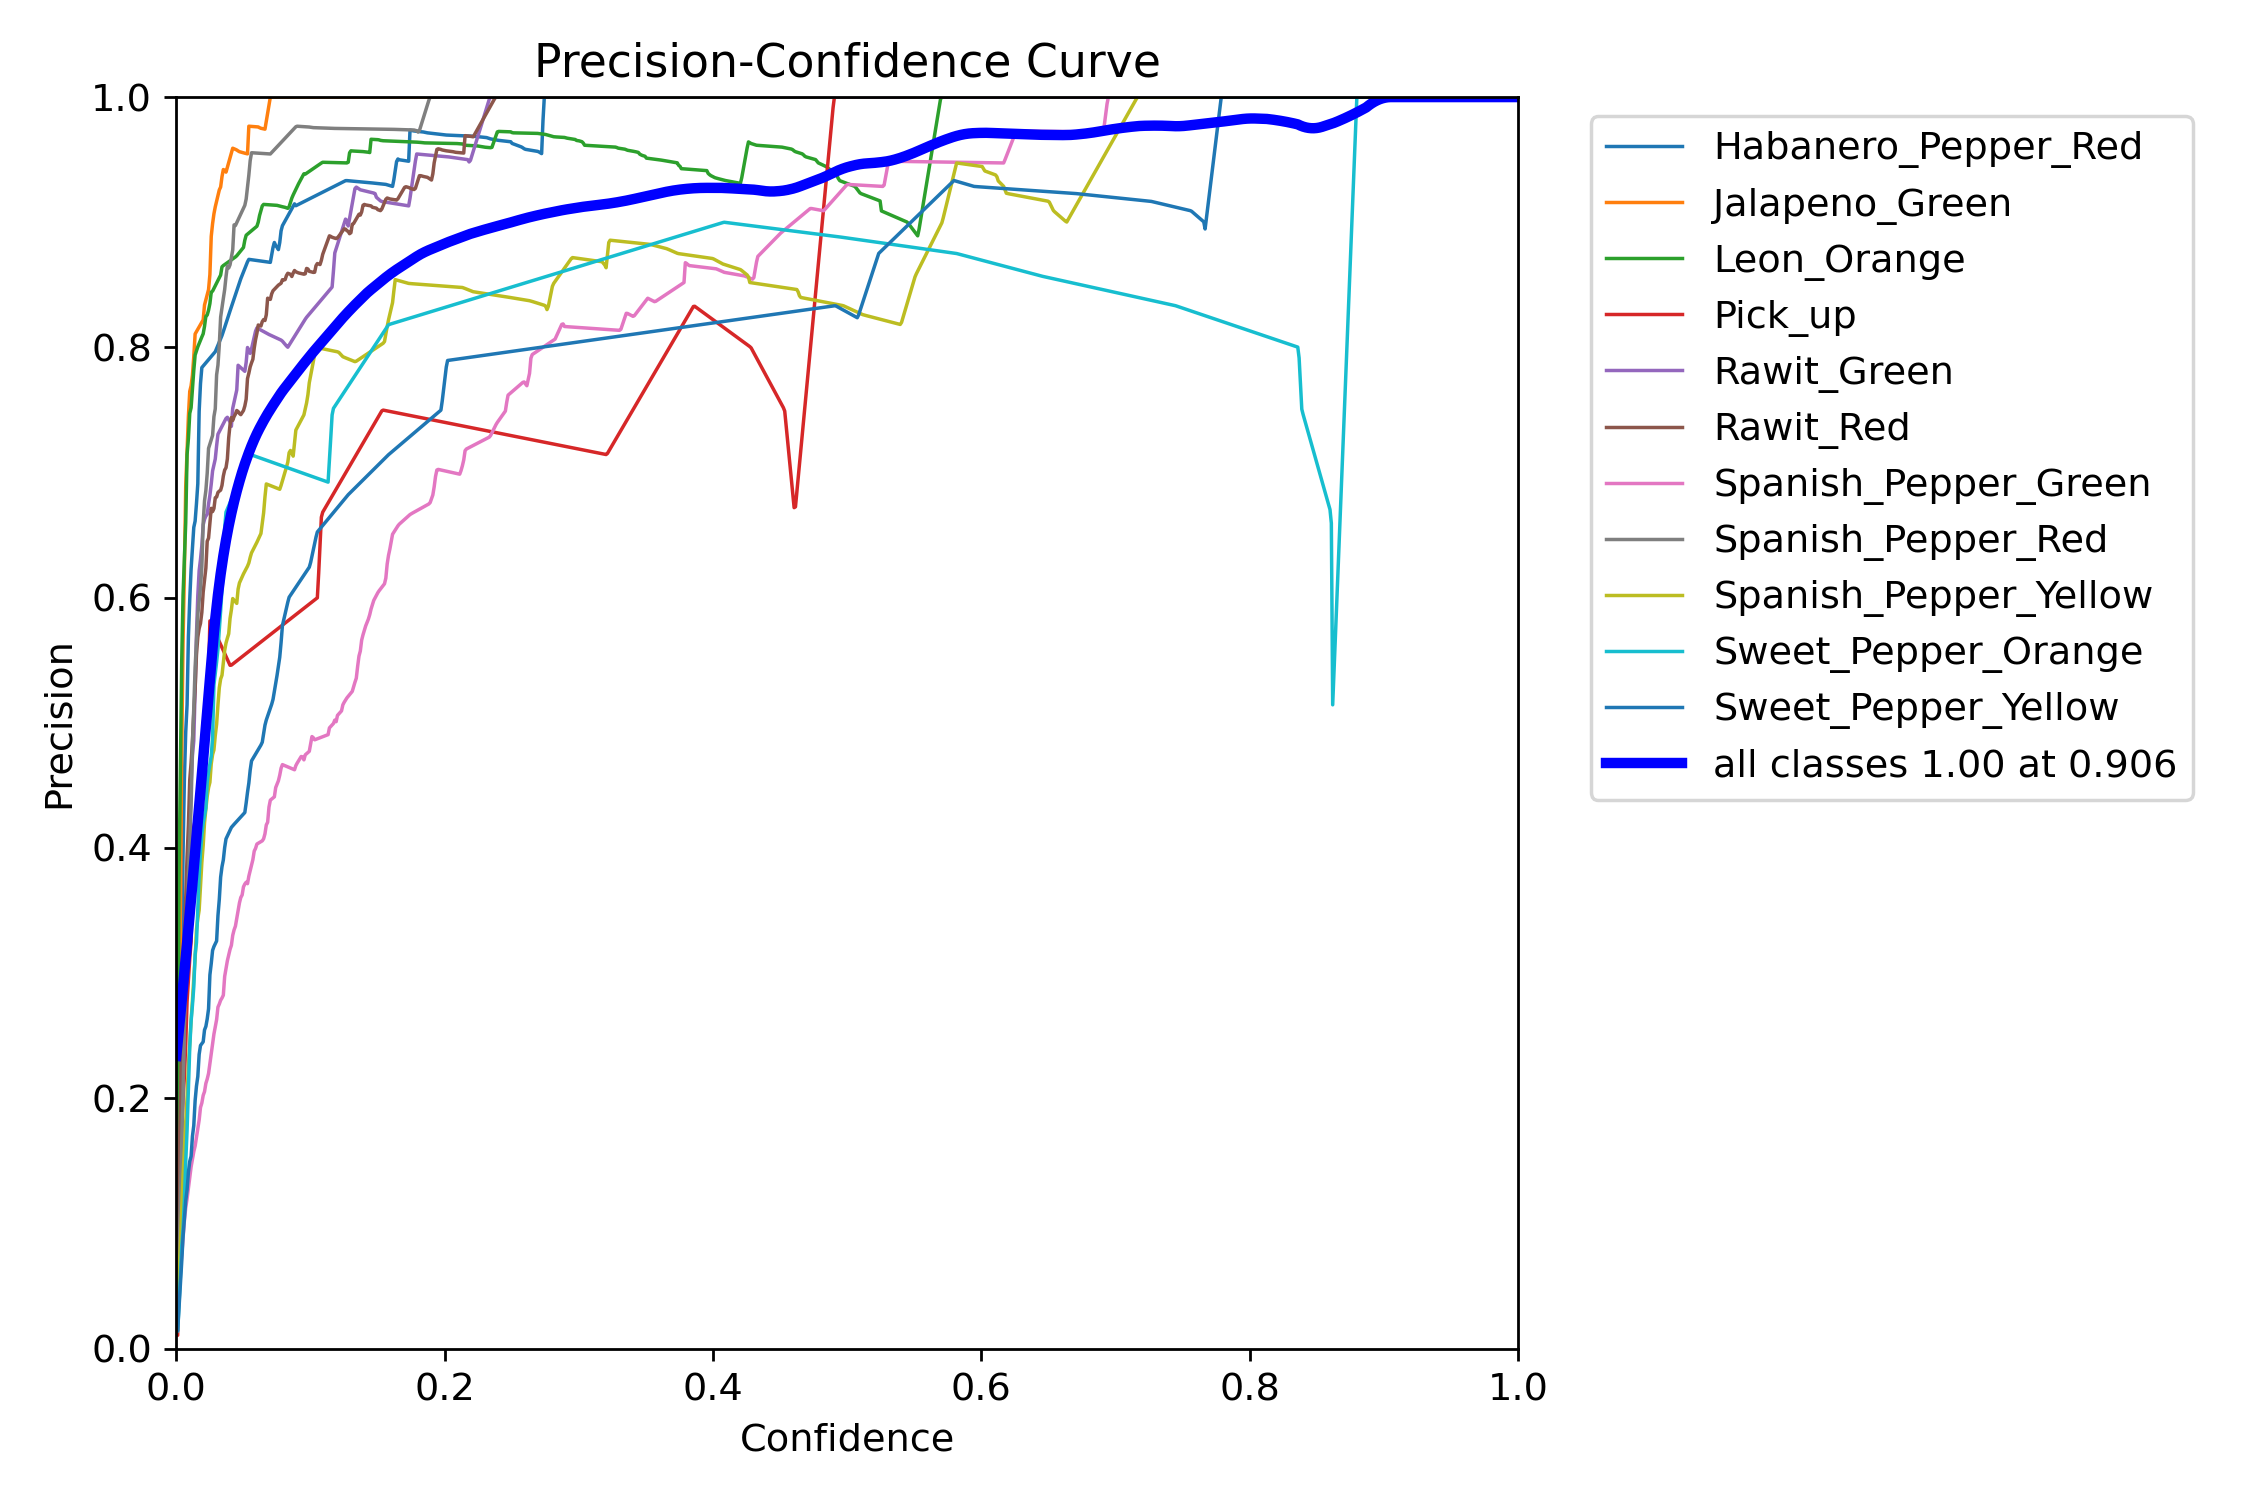 Precision-Confidence Curve
1.0
0.8
0.6
0.4
0.2
0.0
Precision
0.0 0.2 0.4 0.6 0.8 1.0
Confidence
Habanero_Pepper_Red
Jalapeno_Green
Leon_Orange
Pick_up
Rawit_Green
Rawit_Red
Spanish_Pepper_Green
Spanish_Pepper_Red
Spanish_Pepper_Yellow
Sweet_Pepper_Orange
Sweet_Pepper_Yellow
all classes 1.00 at 0.906